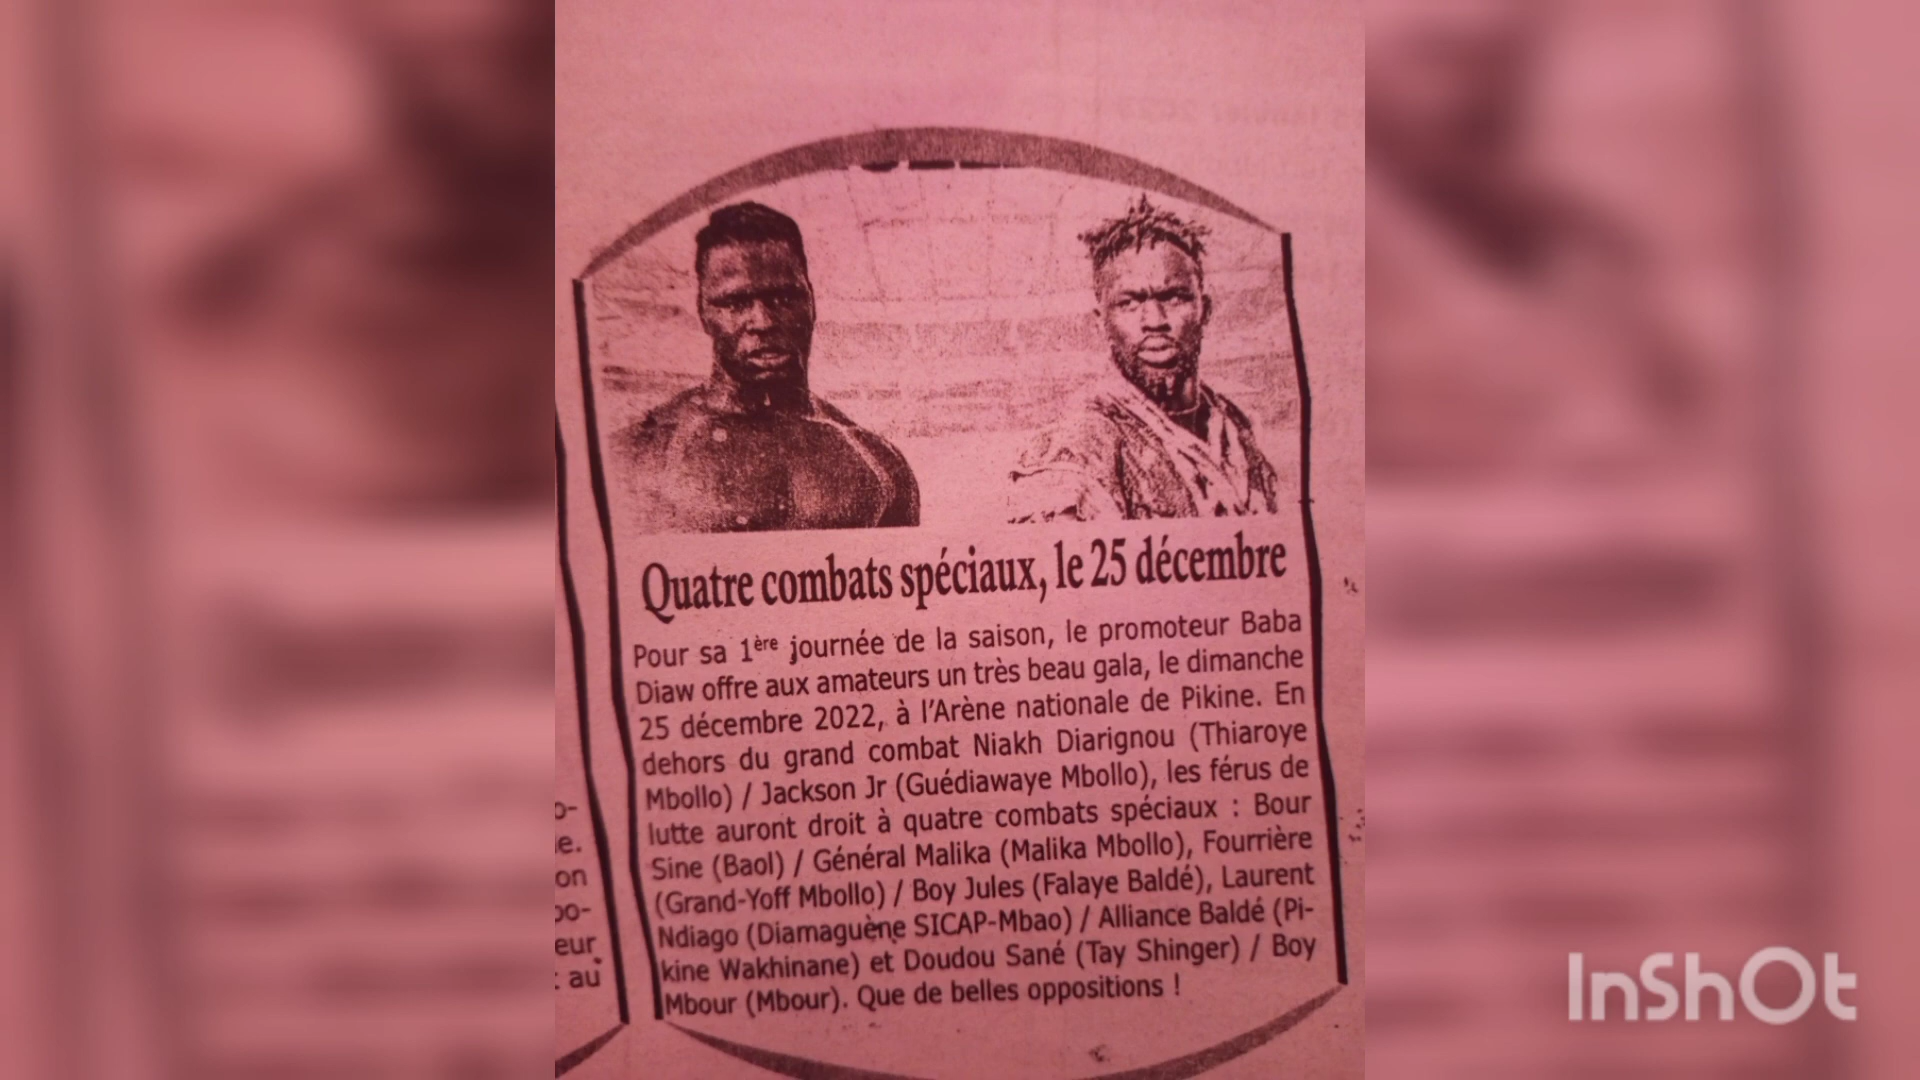 Quatre combats spéciaux, le 25 décembre
Pour sa 1ère journée de la saison, le promoteur Baba
Diaw offre aux amateurs un très beau gala, le dimanche
25 décembre 2022, à l'Arène nationale de Pikine. En
dehors du grand combat Niakh Diarignou (Thiaroye
Mbollo) / Jackson Jr (Guédiawaye Mbollo), les férus de
lutte auront droit à quatre combats spéciaux : Bour
Sine (Baol) / Général Malika (Malika Mbollo), Fourrière
(Grand-Yoff Mbollo) / Boy Jules (Falaye Baldé), Laurent
Ndiago (Diamaguène SICAP-Mbao) / Alliance Baldé (Pi-
kine Wakhinane) et Doudou Sané (Tay Shinger) / Boy
Mbour (Mbour). Que de belles oppositions !
o-
e.
on
eur
au
InShOt